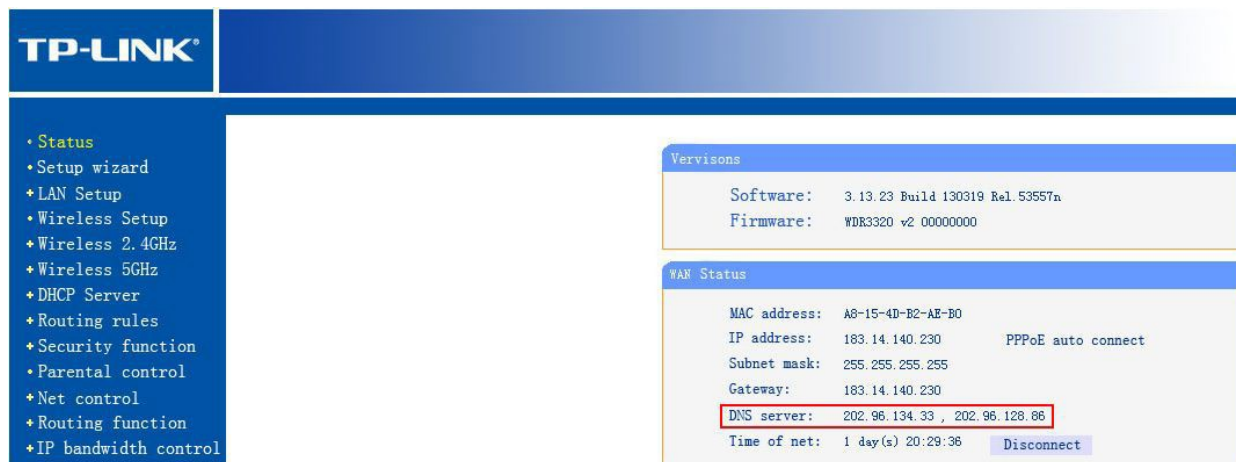 TP-LINK®
Status
Setup wizard
LAN Setup
Wireless Setup
Wireless 2.4GHz
Wireless 5GHz
DHCP Server
Routing rules
Security function
Parental control
Net control
Routing function
IP bandwidth control
Vervisons
Software: 3.13.23 Build 130319 Rel.53557n
Firmware: WDR3320 v2 00000000
WAN Status
MAC address: A8-15-4D-B2-AE-B0
IP address: 183.14.140.230 PPPoE auto connect
Subnet mask: 255.255.255.255
Gateway: 183.14.140.230
DNS server: 202.96.134.33 , 202.96.128.86
Time of net: 1 day(s) 20:29:36 Disconnect